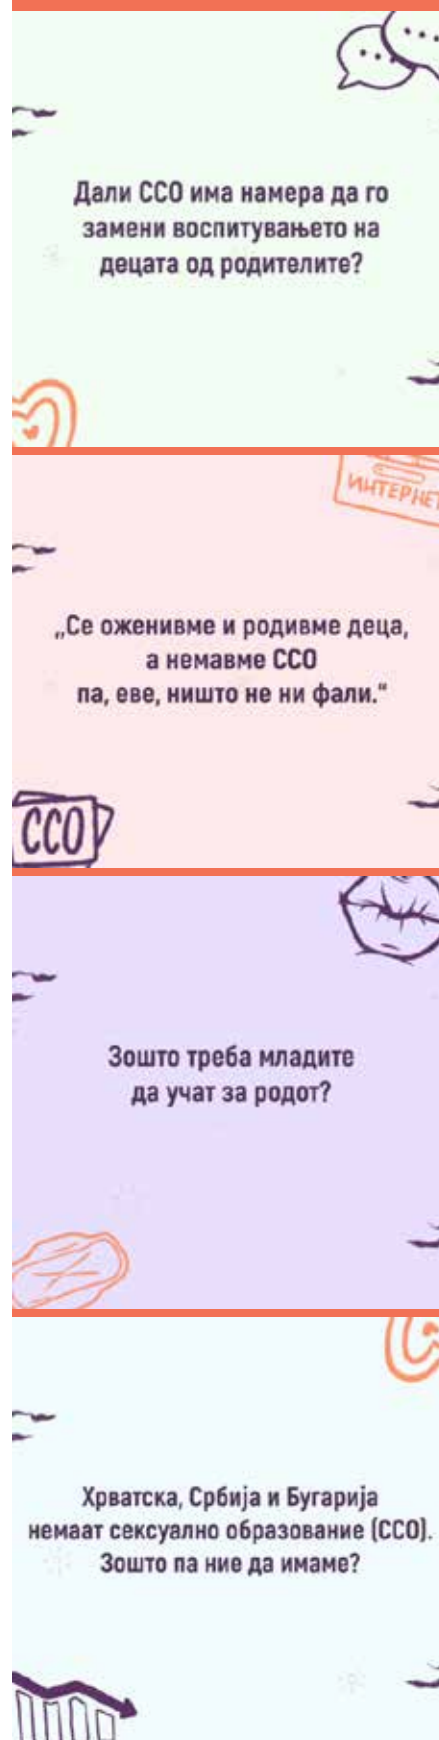 Дали ССО има намера да го
замени воспитувањето на
децата од родителите?
ИНТЕРНЕТ
„Се оженивме и родивме деца,
а немавме ССО
па, еве, ништо не ни фали.“
ССО
Зошто треба младите
да учат за родот?
Хрватска, Србија и Бугарија
немаат сексуално образование (ССО).
Зошто па ние да имаме?